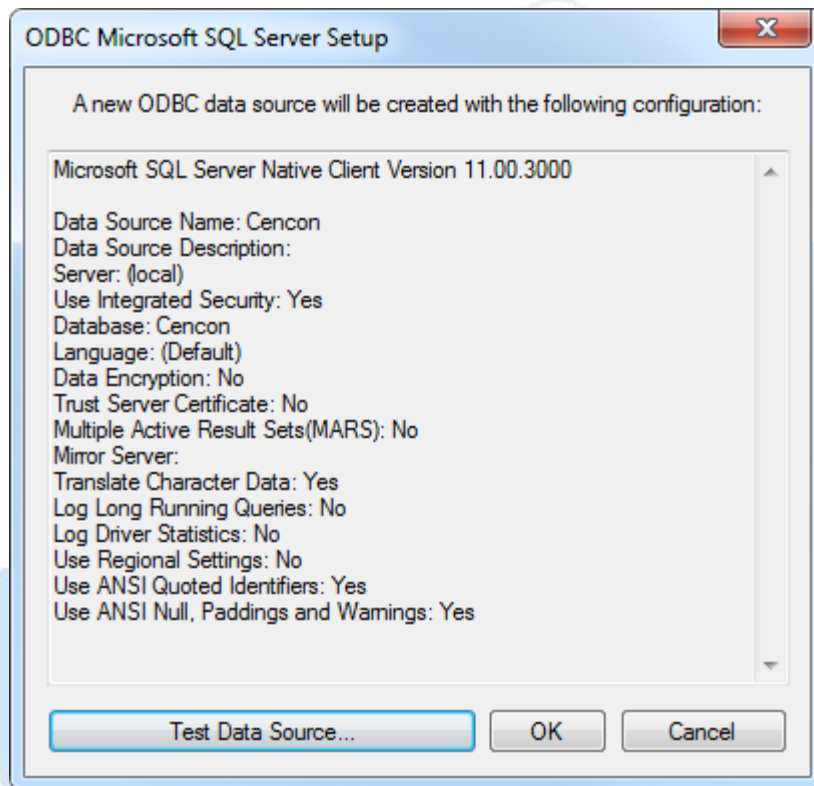 ODBC Microsoft SQL Server Setup
A new ODBC data source will be created with the following configuration:
Microsoft SQL Server Native Client Version 11.00.3000
Data Source Name: Cencon
Data Source Description:
Server: (local)
Use Integrated Security: Yes
Database: Cencon
Language: (Default)
Data Encryption: No
Trust Server Certificate: No
Multiple Active Result Sets(MARS): No
Mirror Server:
Translate Character Data: Yes
Log Long Running Queries: No
Log Driver Statistics: No
Use Regional Settings: No
Use ANSI Quoted Identifiers: Yes
Use ANSI Null, Paddings and Warnings: Yes
Test Data Source... OK Cancel